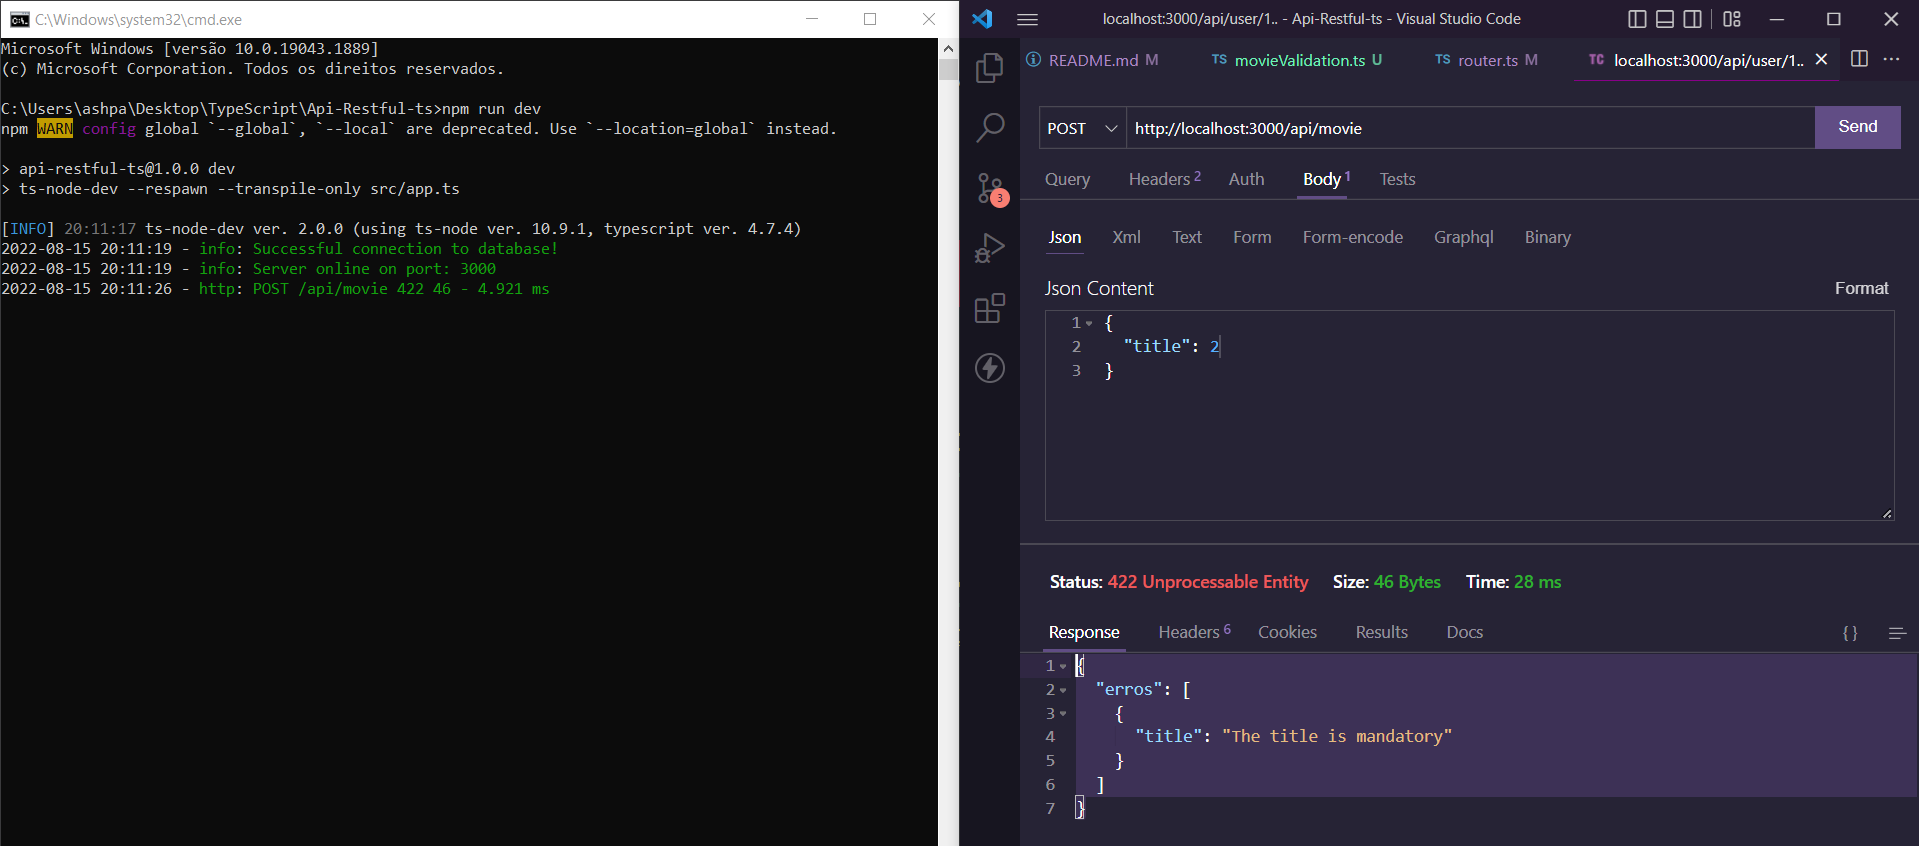 C:\Windows\system32\cmd.exe
Microsoft Windows [versão 10.0.19043.1889]
(c) Microsoft Corporation. Todos os direitos reservados.
C:\Users\ashpa\Desktop\TypeScript\Api-Restful-ts>npm run dev
npm WARN config global `--global`, `--local` are deprecated. Use `--location=global` instead.
> api-restful-ts@1.0.0 dev
> ts-node-dev --respawn --transpile-only src/app.ts
[INFO] 20:11:17 ts-node-dev ver. 2.0.0 (using ts-node ver. 10.9.1, typescript ver. 4.7.4)
2022-08-15 20:11:19 - info: Successful connection to database!
2022-08-15 20:11:19 - info: Server online on port: 3000
2022-08-15 20:11:26 - http: POST /api/movie 422 46 - 4.921 ms
localhost:3000/api/user/1.. - Api-Restful-ts - Visual Studio Code
README.md M TS movieValidation.ts U TS router.ts M TC localhost:3000/api/user/1..
POST http://localhost:3000/api/movie Send
Query Headers 2 Auth Body 1 Tests
3
Json Xml Text Form Form-encode Graphql Binary
Json Content Format
1 {
2 "title": 2
3 }
Status: 422 Unprocessable Entity Size: 46 Bytes Time: 28 ms
Response Headers 6 Cookies Results Docs { }
1 {
2 "erros": [
3 {
4 "title": "The title is mandatory"
5 }
6 ]
7 }